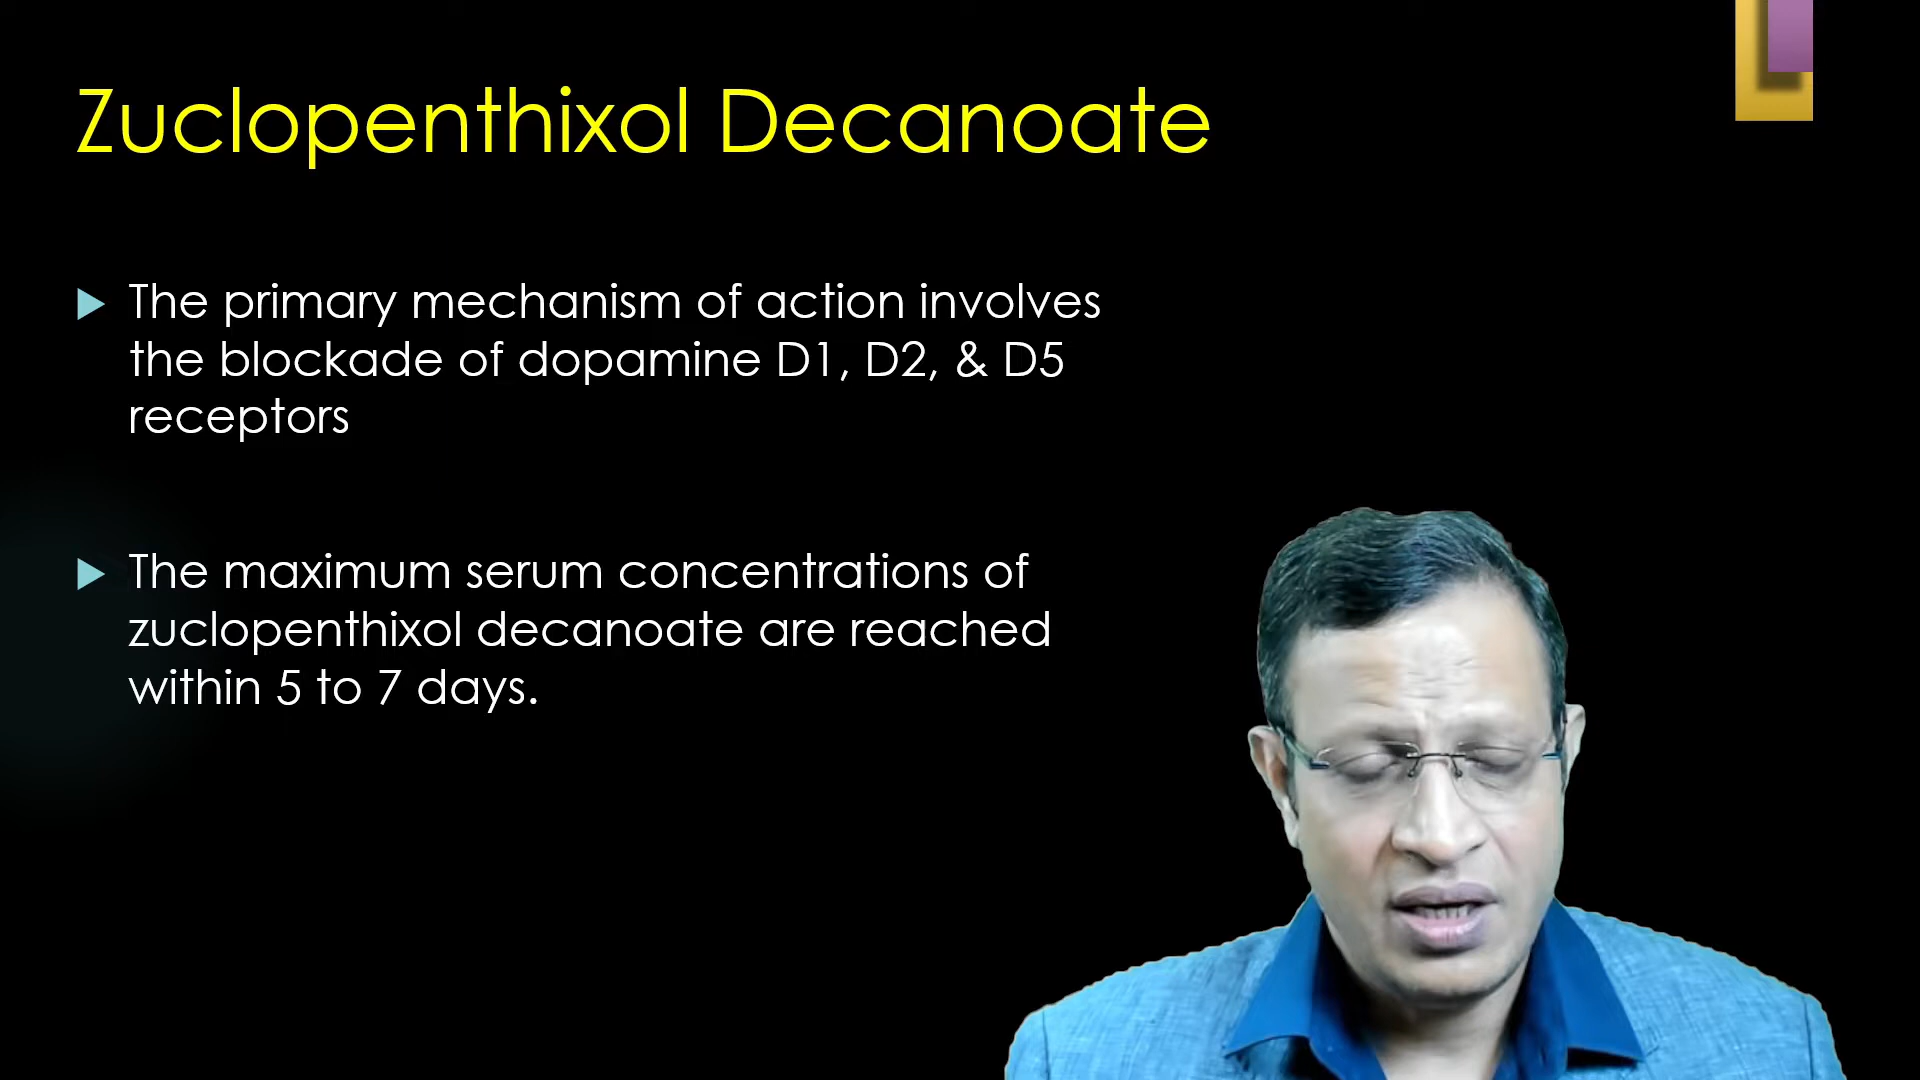 Zuclopenthixol Decanoate
The primary mechanism of action involves
the blockade of dopamine D1, D2, & D5
receptors
The maximum serum concentrations of
zuclopenthixol decanoate are reached
within 5 to 7 days.